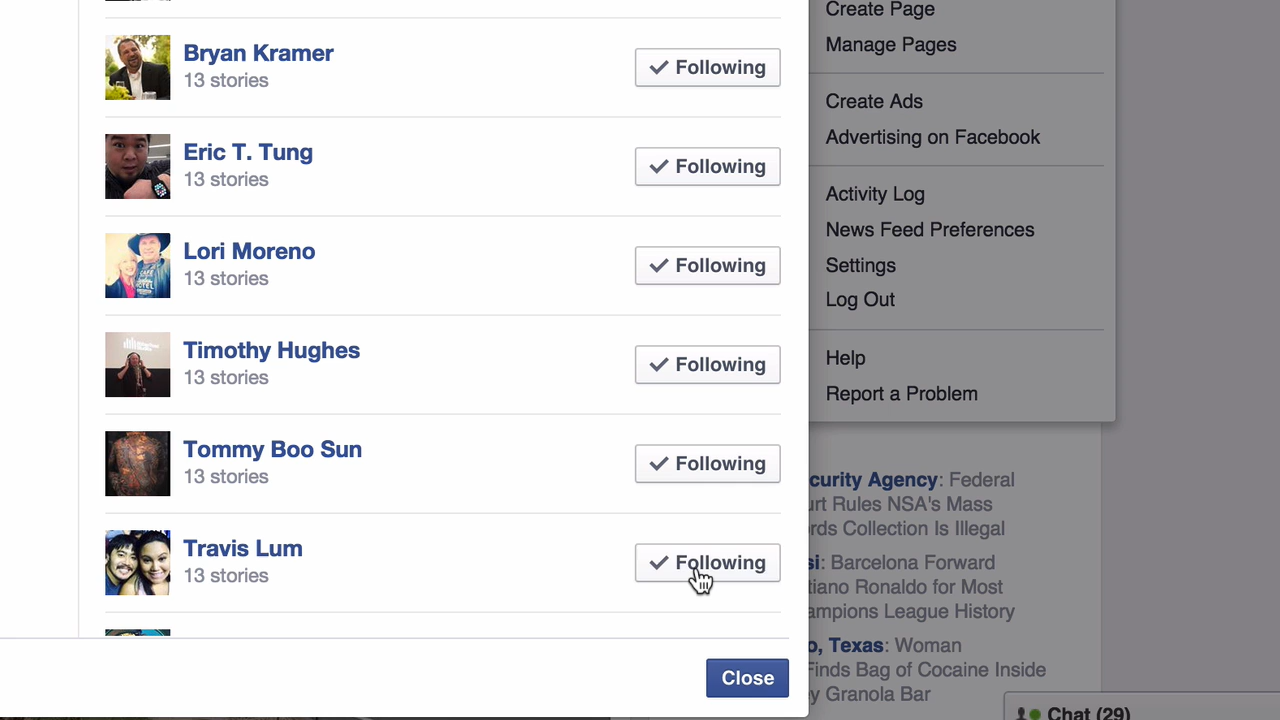 Bryan Kramer
13 stories
Following
Eric T. Tung
13 stories
Following
Lori Moreno
13 stories
Following
Timothy Hughes
13 stories
Following
Tommy Boo Sun
13 stories
Following
Travis Lum
13 stories
Following
Close
Create Page
Manage Pages
Create Ads
Advertising on Facebook
Activity Log
News Feed Preferences
Settings
Log Out
Help
Report a Problem
curity Agency: Federal
urt Rules NSA's Mass
rds Collection Is Illegal
si: Barcelona Forward
tiano Ronaldo for Most
ampions League History
o, Texas: Woman
Finds Bag of Cocaine Inside
y Granola Bar
Chat (29)